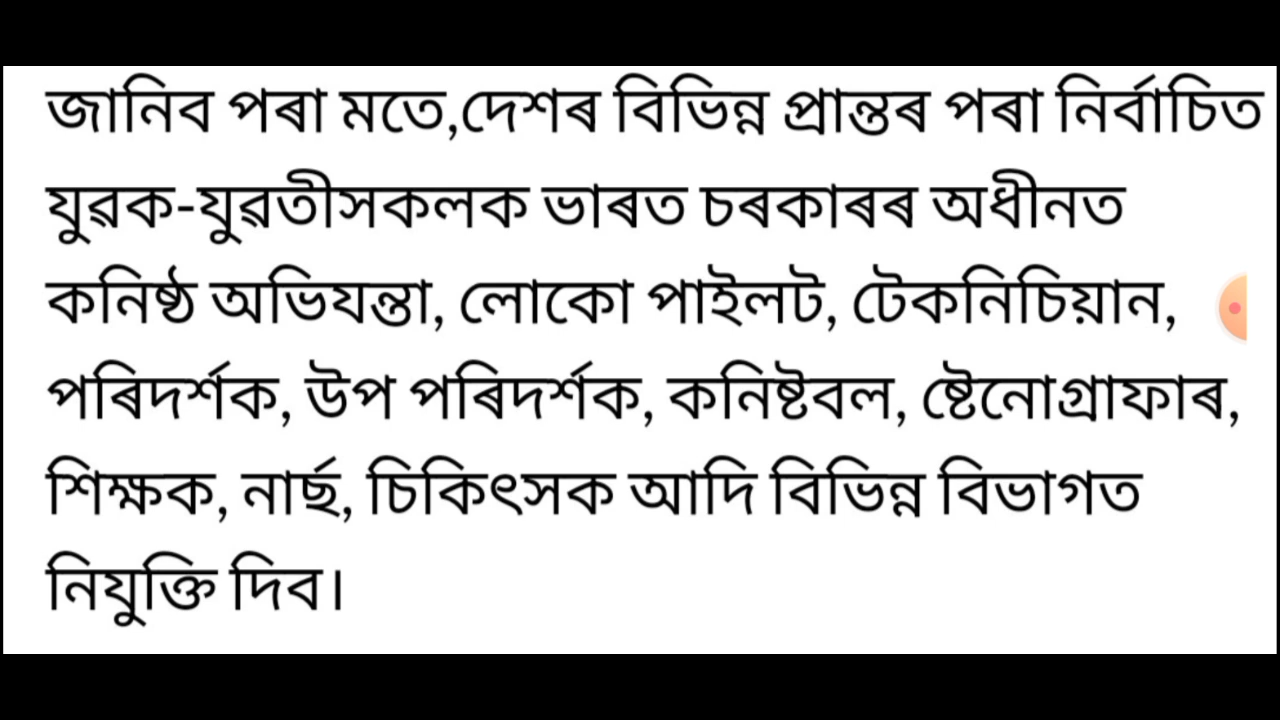 জানিব পৰা মতে,দেশৰ বিভিন্ন প্ৰান্তৰ পৰা নিৰ্বাচিত
যুৱক-যুৱতীসকলক ভাৰত চৰকাৰৰ অধীনত
কনিষ্ঠ অভিযন্তা, লোকো পাইলট, টেকনিচিয়ান,
পৰিদৰ্শক, উপ পৰিদৰ্শক, কনিষ্টবল, ষ্টেনোগ্ৰাফাৰ,
শিক্ষক, নাৰ্ছ, চিকিৎসক আদি বিভিন্ন বিভাগত
নিযুক্তি দিব।